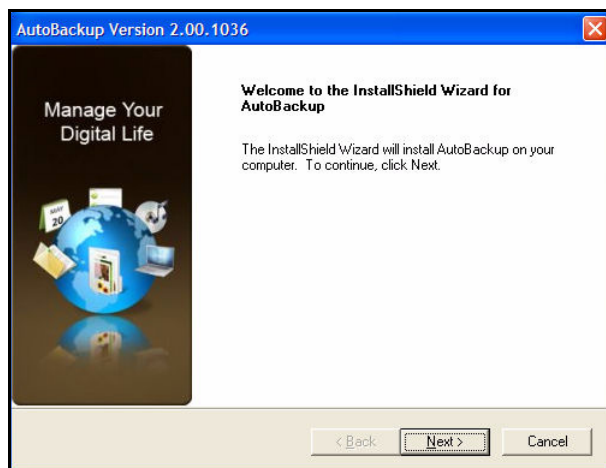 AutoBackup Version 2.00.1036
Manage Your
Digital Life
MAY
20
Welcome to the InstallShield Wizard for
AutoBackup
The InstallShield Wizard will install AutoBackup on your
computer. To continue, click Next.
< Back
Next >
Cancel